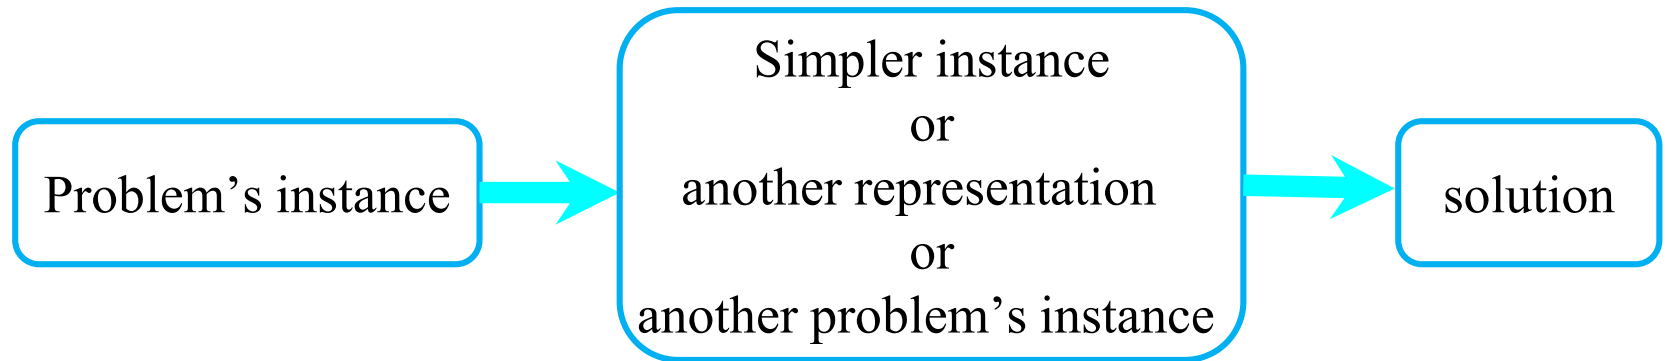 Problem’s instance
Simpler instance
or
another representation
or
another problem’s instance
solution